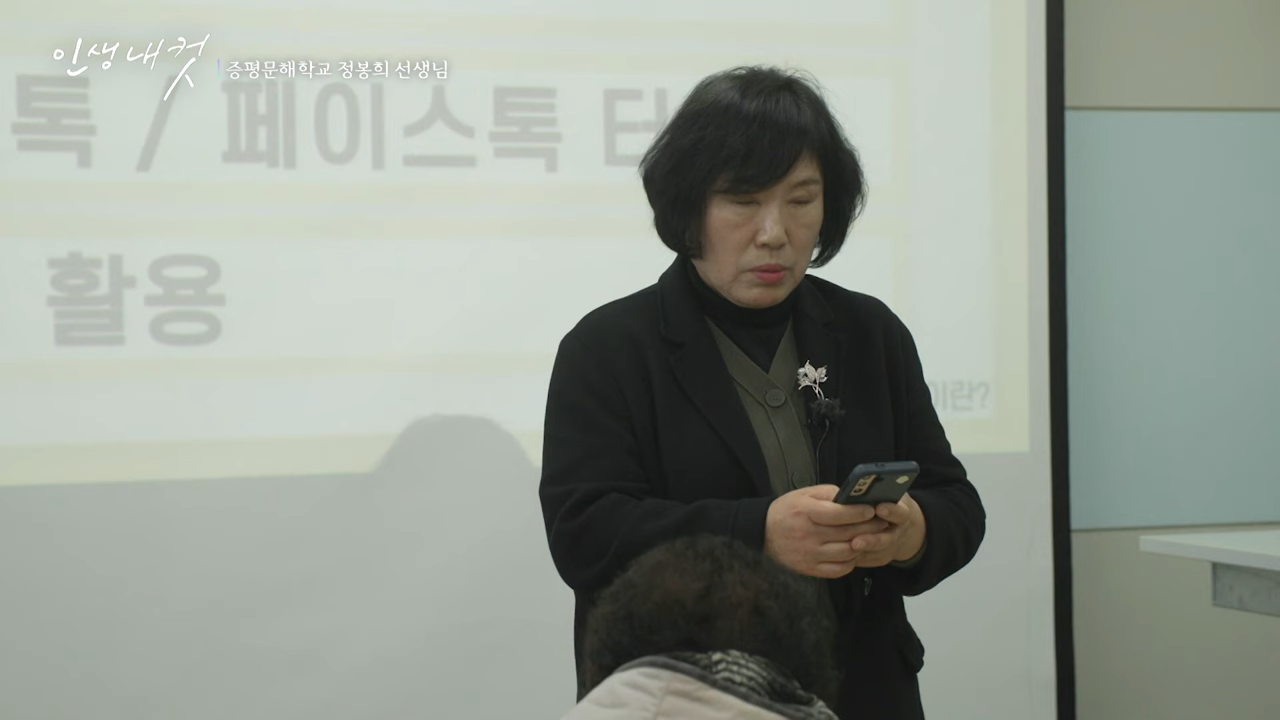 인생 내 컷
증평문해학교 정봉희 선생님
톡 / 페이스톡 터
활용
이란?